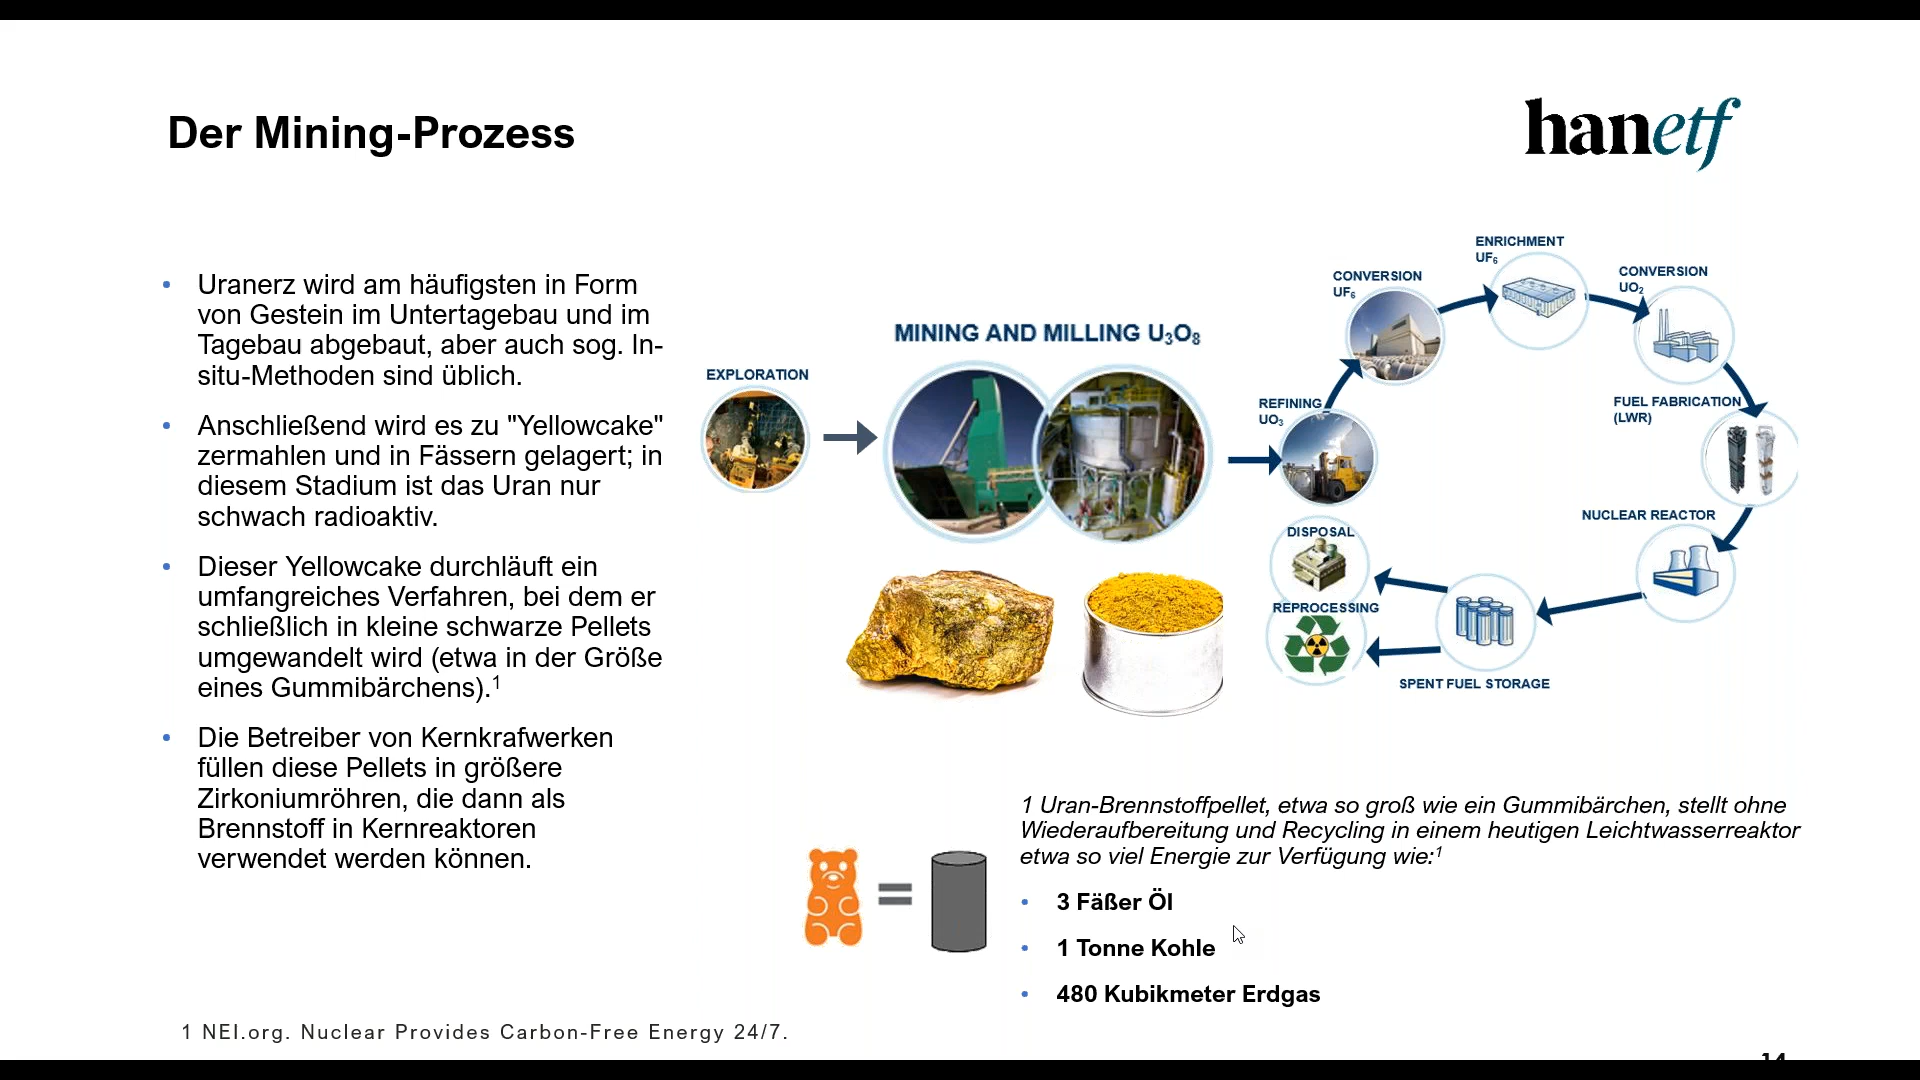 Der Mining-Prozess
hanetf
• Uranerz wird am häufigsten in Form
von Gestein im Untertagebau und im
Tagebau abgebaut, aber auch sog. In-
situ-Methoden sind üblich.
• Anschließend wird es zu "Yellowcake"
zermahlen und in Fässern gelagert; in
diesem Stadium ist das Uran nur
schwach radioaktiv.
• Dieser Yellowcake durchläuft ein
umfangreiches Verfahren, bei dem er
schließlich in kleine schwarze Pellets
umgewandelt wird (etwa in der Größe
eines Gummibärchens).¹
• Die Betreiber von Kernkrafwerken
füllen diese Pellets in größere
Zirkoniumröhren, die dann als
Brennstoff in Kernreaktoren
verwendet werden können.
EXPLORATION
MINING AND MILLING U₃O₈
REFINING
UO₃
CONVERSION
UF₆
ENRICHMENT
UF₆
CONVERSION
UO₂
FUEL FABRICATION
(LWR)
NUCLEAR REACTOR
SPENT FUEL STORAGE
DISPOSAL
REPROCESSING
=
1 Uran-Brennstoffpellet, etwa so groß wie ein Gummibärchen, stellt ohne
Wiederaufbereitung und Recycling in einem heutigen Leichtwasserreaktor
etwa so viel Energie zur Verfügung wie:¹
• 3 Fäßer Öl
• 1 Tonne Kohle
• 480 Kubikmeter Erdgas
1 NEI.org. Nuclear Provides Carbon-Free Energy 24/7.
14